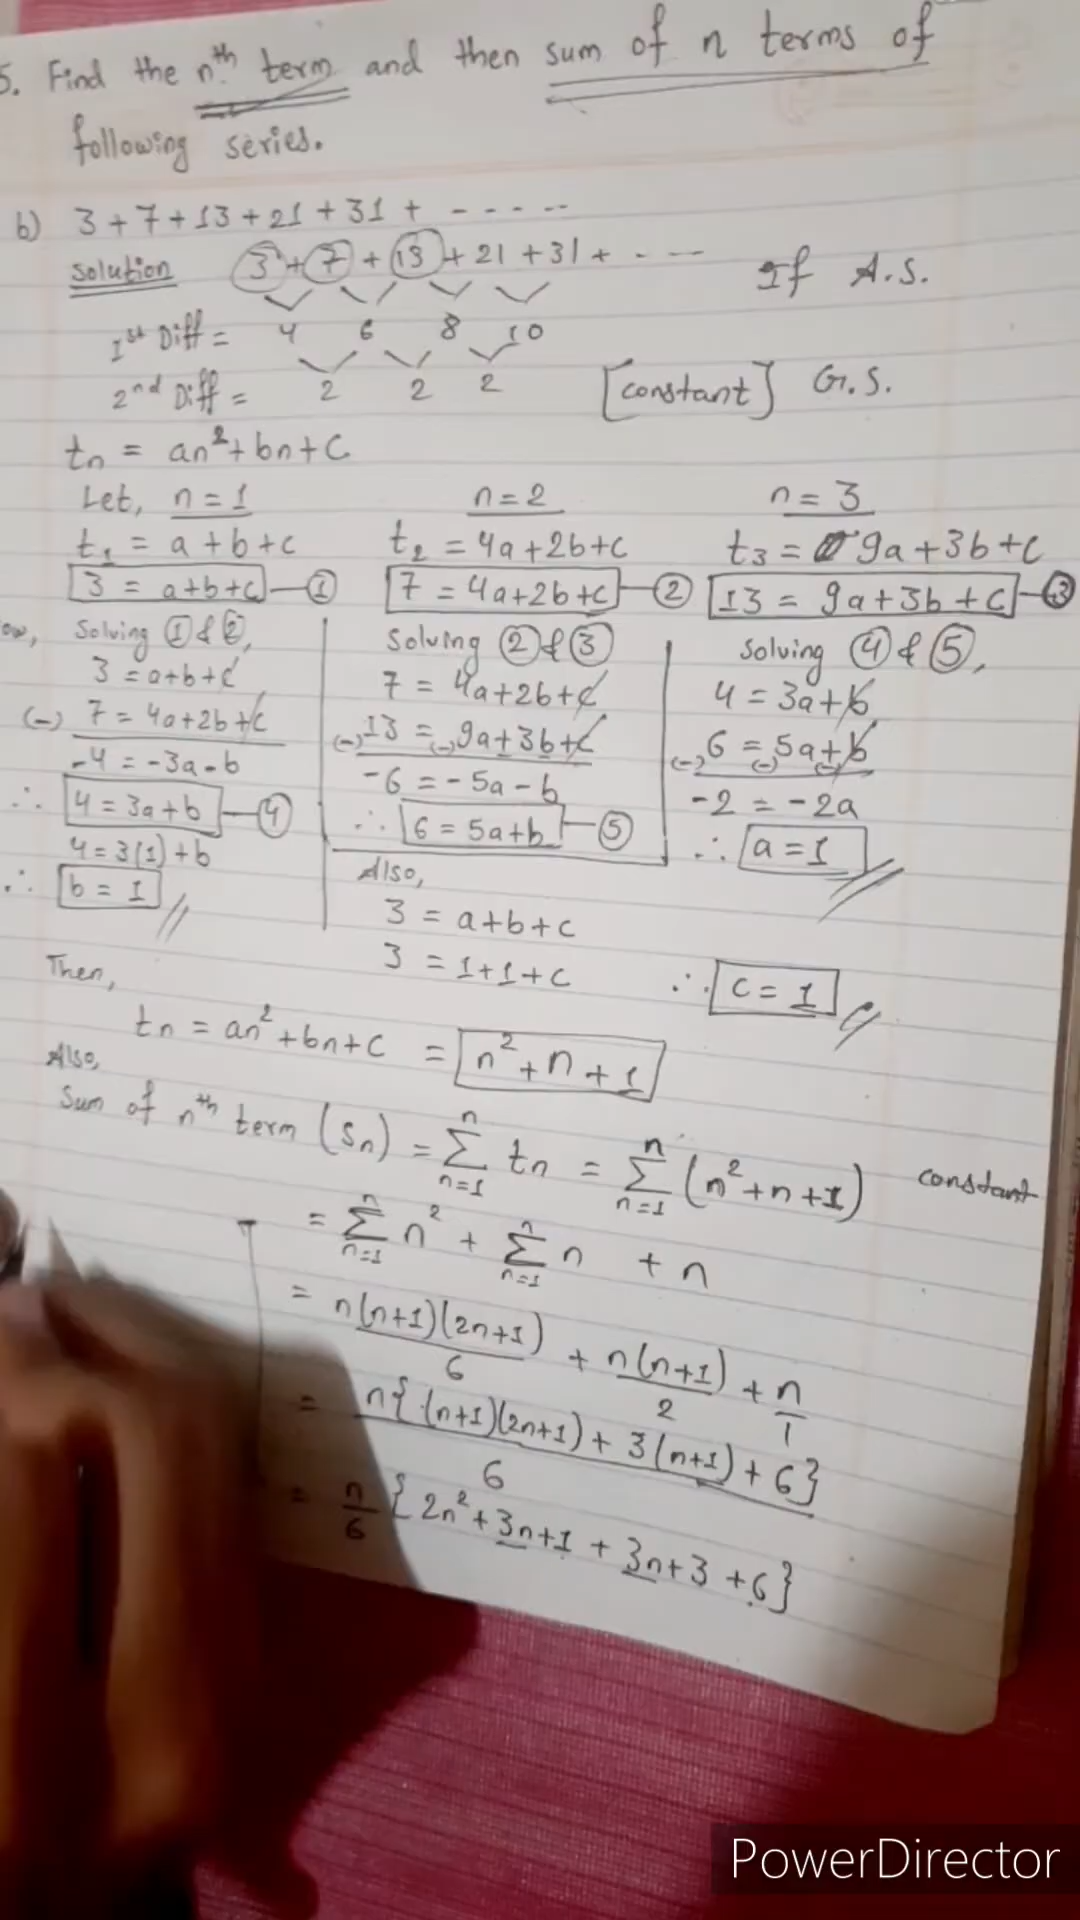 5. Find the nth term and then sum of n terms of
following series.
b) 3+7+13+21+31+ -----
Solution 3+7+13+21+31+ - --
If A.S.
1st Diff = 4 6 8 10
2nd Diff = 2 2 2 [constant] G.S.
tn = an²+bn+c
Let, n=1 n=2 n=3
t1 = a+b+c t2 = 4a+2b+c t3 = 9a+3b+c
3 = a+b+c —① 7 = 4a+2b+c —② 13 = 9a+3b+c —③
ow, Solving ① & ②,
3 = a+b+c
(-) 7 = 4a+2b+c
-4 = -3a-b
∴ 4 = 3a+b —④
4 = 3(1)+b
∴ b = 1
Solving ② & ③
7 = 4a+2b+c
(-)13 = (-)9a+3b+c
-6 = -5a-b
∴ 6 = 5a+b —⑤
Solving ④ & ⑤,
4 = 3a+b
(-)6 = (-)5a+(-)b
-2 = -2a
∴ a=1
Also,
3 = a+b+c
3 = 1+1+c ∴ c = 1
Then,
tn = an²+bn+c = n²+n+1
Also,
Sum of nth term (Sn) = n∑n=1 tn = n∑n=1 (n²+n+1) constant
= n∑n=1 n² + n∑n=1 n + n
= n(n+1)(2n+1)/6 + n(n+1)/2 + n/1
= n{(n+1)(2n+1)+3(n+1)+6}/6
= n/6 {2n²+3n+1+3n+3+6}
PowerDirector